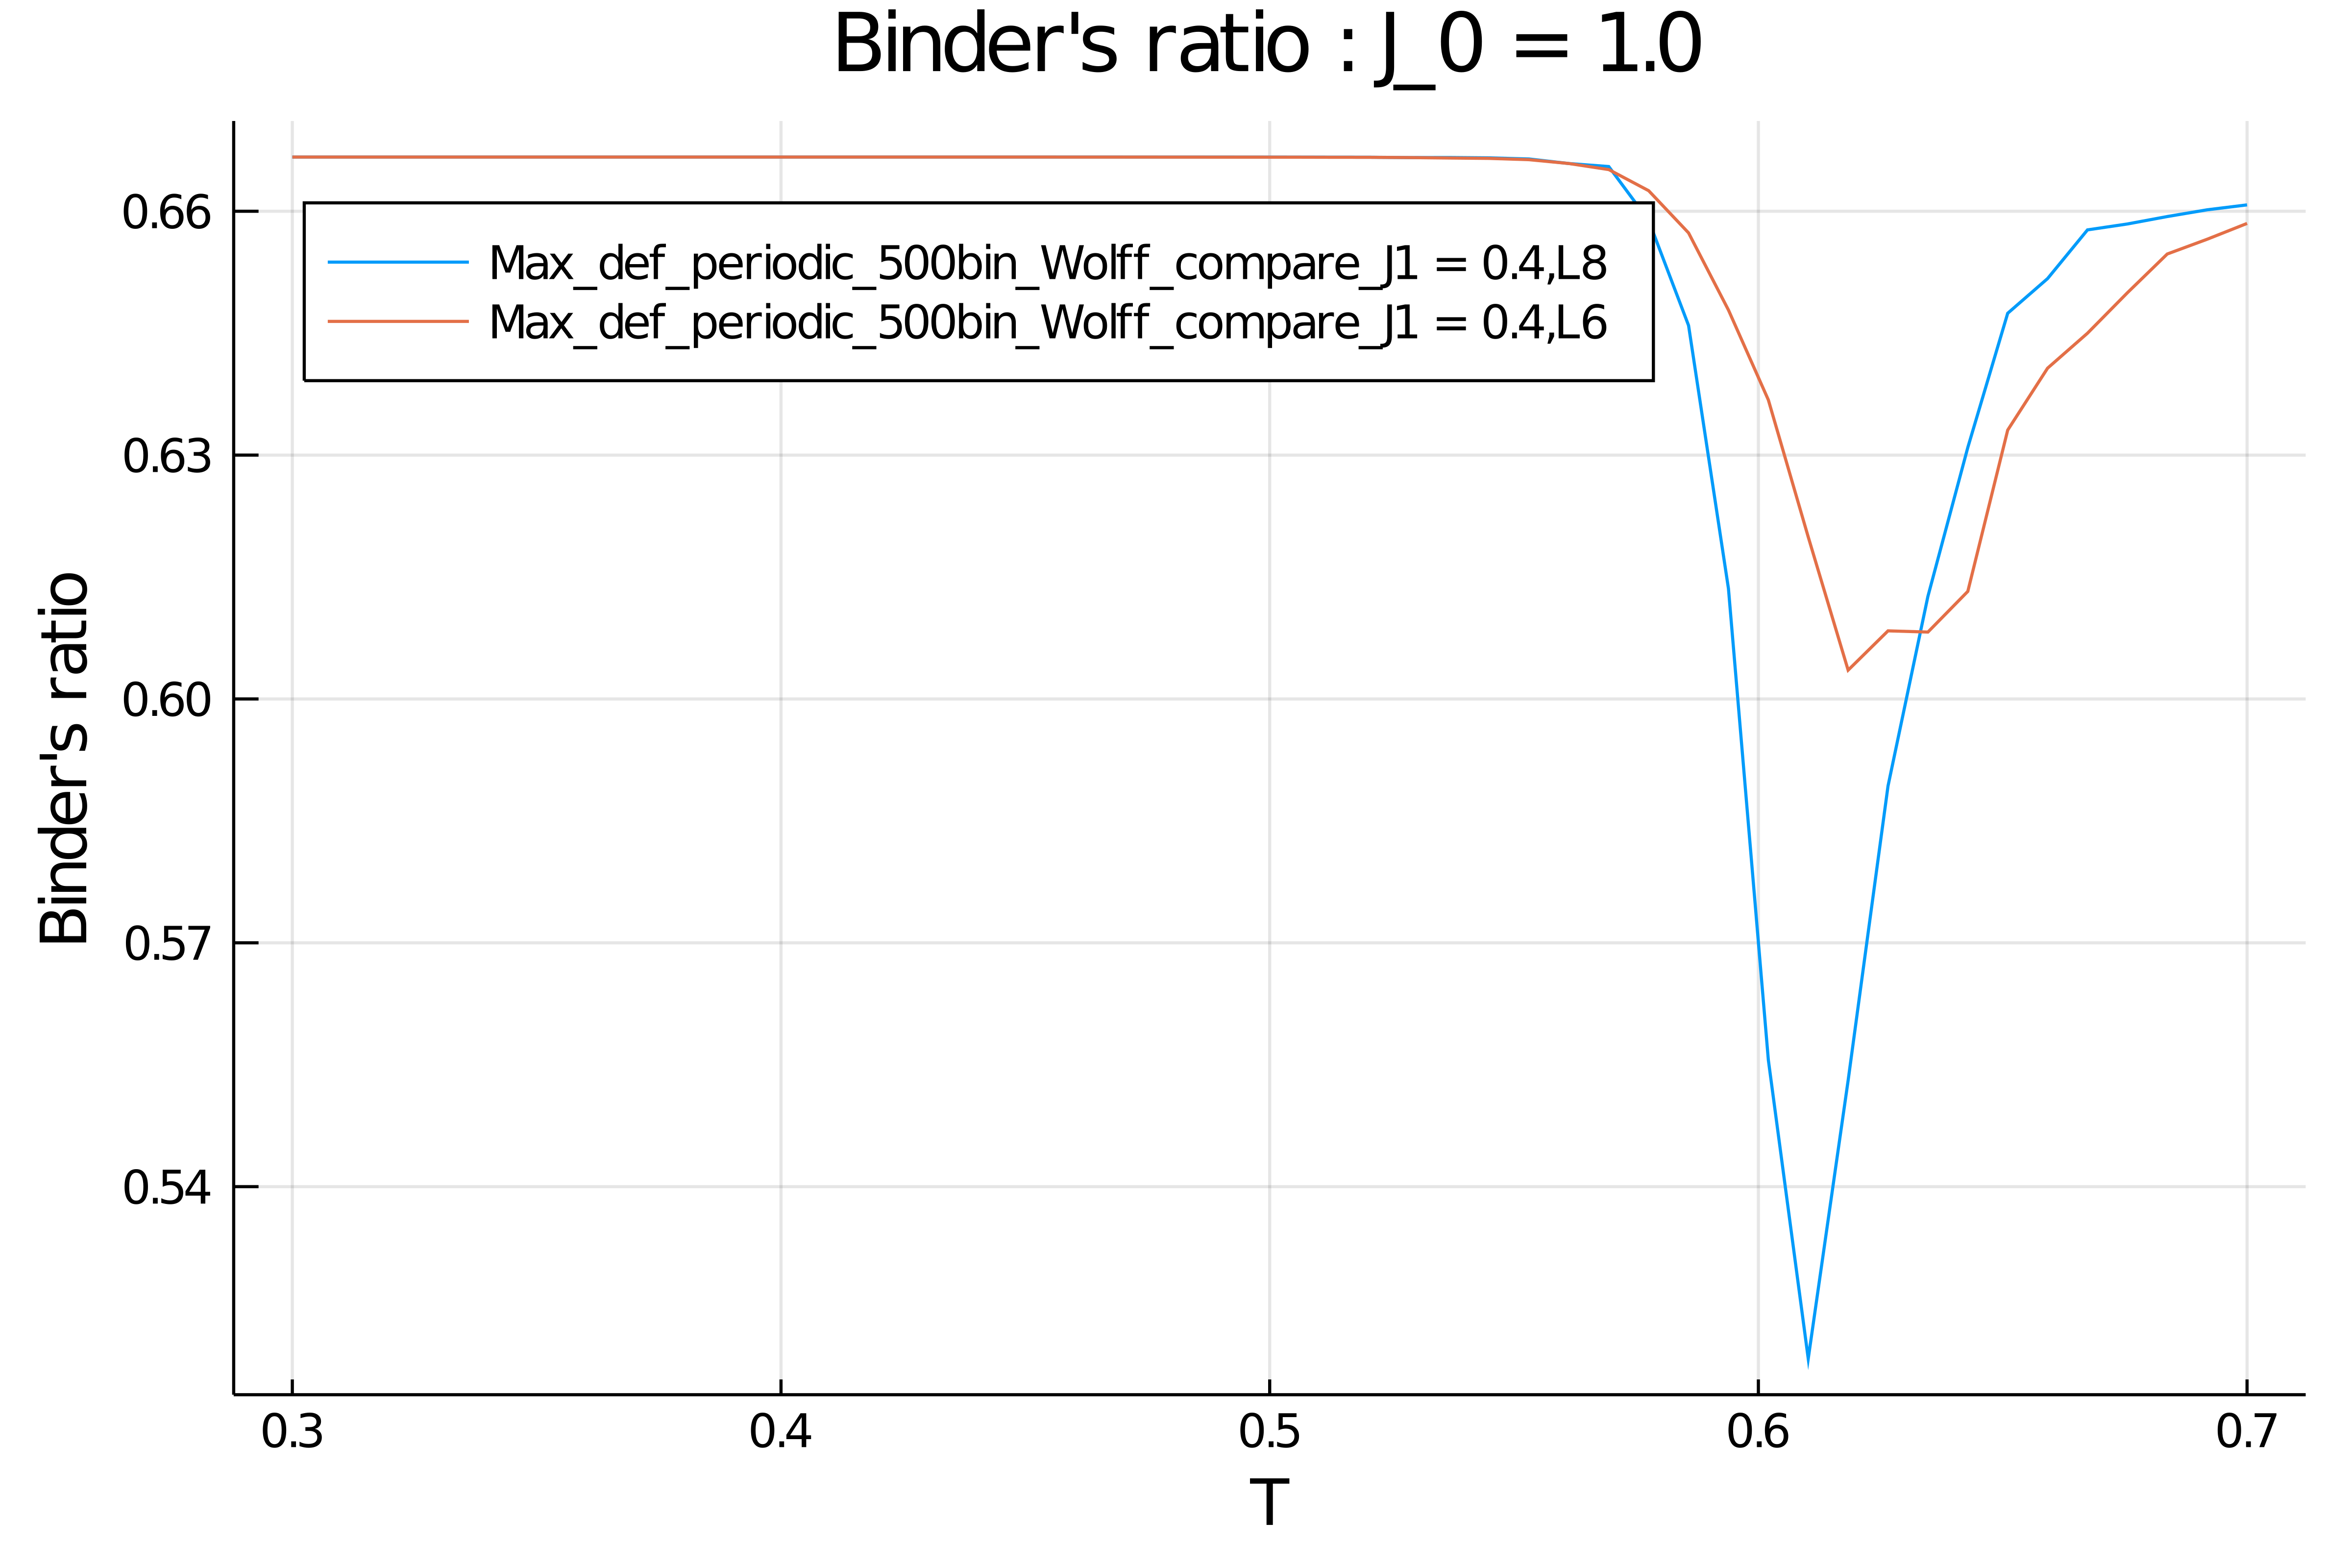 Binder's ratio : J_0 = 1.0
Binder's ratio
0.66
0.63
0.60
0.57
0.54
Max_def_periodic_500bin_Wolff_compare_J1 = 0.4,L8
Max_def_periodic_500bin_Wolff_compare_J1 = 0.4,L6
0.3
0.4
0.5
0.6
0.7
T